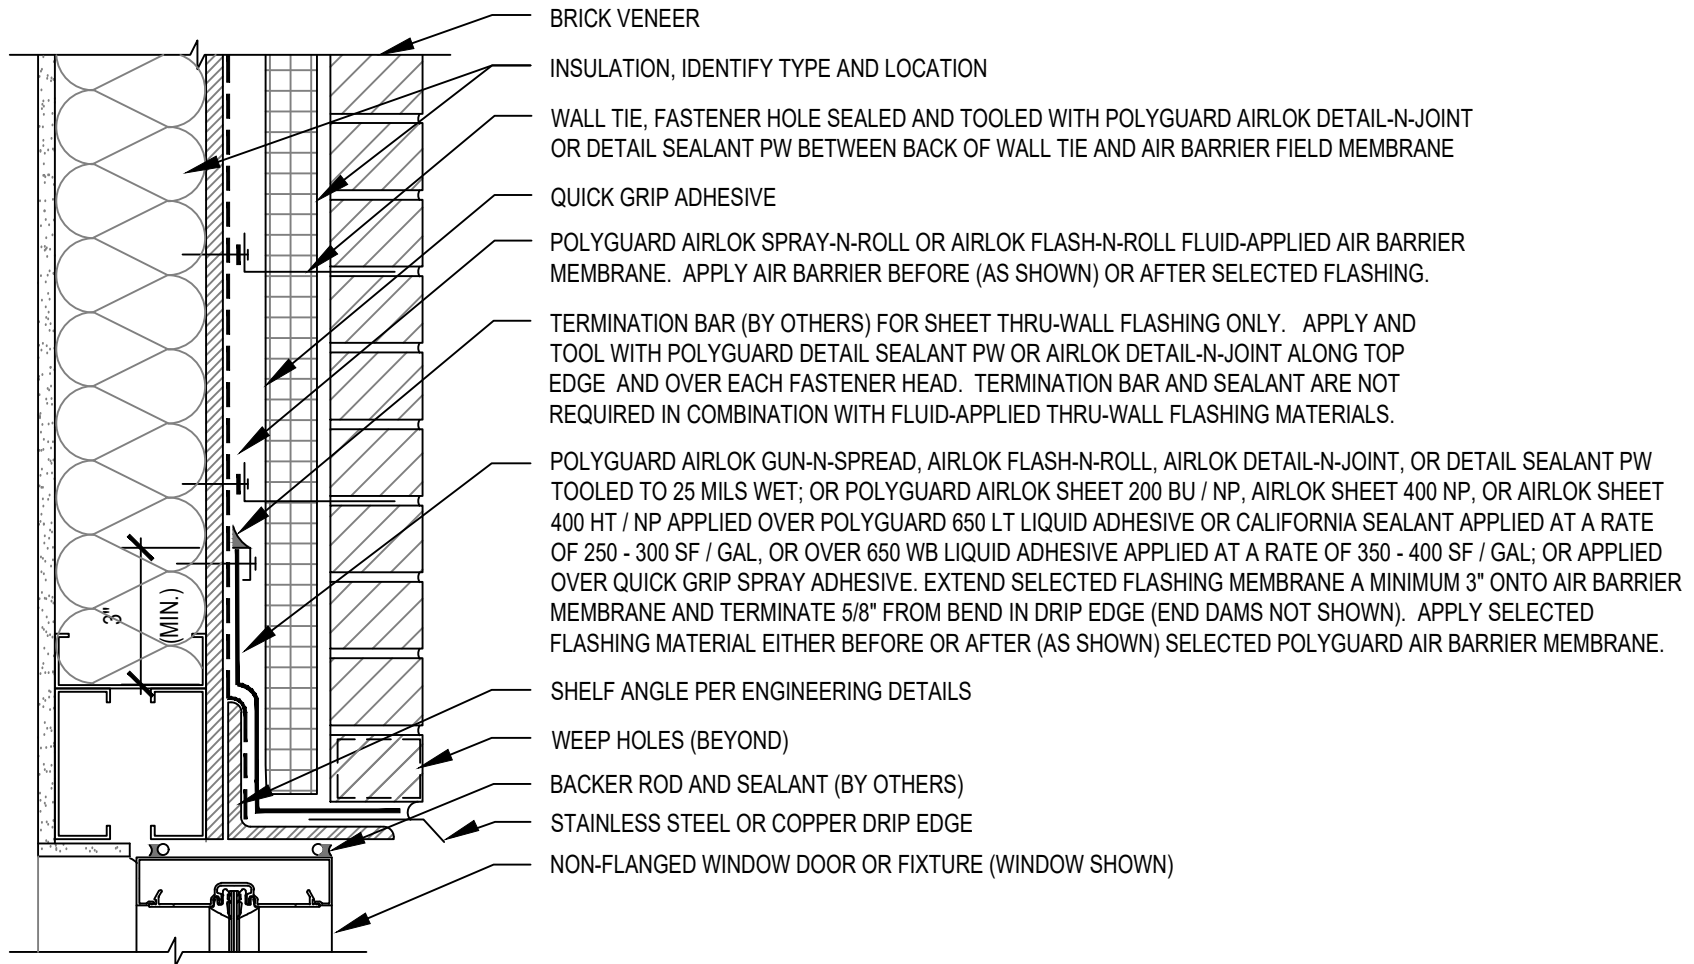 BRICK VENEER
INSULATION, IDENTIFY TYPE AND LOCATION
WALL TIE, FASTENER HOLE SEALED AND TOOLED WITH POLYGUARD AIRLOK DETAIL-N-JOINT
OR DETAIL SEALANT PW BETWEEN BACK OF WALL TIE AND AIR BARRIER FIELD MEMBRANE
QUICK GRIP ADHESIVE
POLYGUARD AIRLOK SPRAY-N-ROLL OR AIRLOK FLASH-N-ROLL FLUID-APPLIED AIR BARRIER
MEMBRANE. APPLY AIR BARRIER BEFORE (AS SHOWN) OR AFTER SELECTED FLASHING.
TERMINATION BAR (BY OTHERS) FOR SHEET THRU-WALL FLASHING ONLY. APPLY AND
TOOL WITH POLYGUARD DETAIL SEALANT PW OR AIRLOK DETAIL-N-JOINT ALONG TOP
EDGE AND OVER EACH FASTENER HEAD. TERMINATION BAR AND SEALANT ARE NOT
REQUIRED IN COMBINATION WITH FLUID-APPLIED THRU-WALL FLASHING MATERIALS.
POLYGUARD AIRLOK GUN-N-SPREAD, AIRLOK FLASH-N-ROLL, AIRLOK DETAIL-N-JOINT, OR DETAIL SEALANT PW
TOOLED TO 25 MILS WET; OR POLYGUARD AIRLOK SHEET 200 BU / NP, AIRLOK SHEET 400 NP, OR AIRLOK SHEET
400 HT / NP APPLIED OVER POLYGUARD 650 LT LIQUID ADHESIVE OR CALIFORNIA SEALANT APPLIED AT A RATE
OF 250 - 300 SF / GAL, OR OVER 650 WB LIQUID ADHESIVE APPLIED AT A RATE OF 350 - 400 SF / GAL; OR APPLIED
OVER QUICK GRIP SPRAY ADHESIVE. EXTEND SELECTED FLASHING MEMBRANE A MINIMUM 3" ONTO AIR BARRIER
MEMBRANE AND TERMINATE 5/8" FROM BEND IN DRIP EDGE (END DAMS NOT SHOWN). APPLY SELECTED
FLASHING MATERIAL EITHER BEFORE OR AFTER (AS SHOWN) SELECTED POLYGUARD AIR BARRIER MEMBRANE.
3"
(MIN.)
SHELF ANGLE PER ENGINEERING DETAILS
WEEP HOLES (BEYOND)
BACKER ROD AND SEALANT (BY OTHERS)
STAINLESS STEEL OR COPPER DRIP EDGE
NON-FLANGED WINDOW DOOR OR FIXTURE (WINDOW SHOWN)